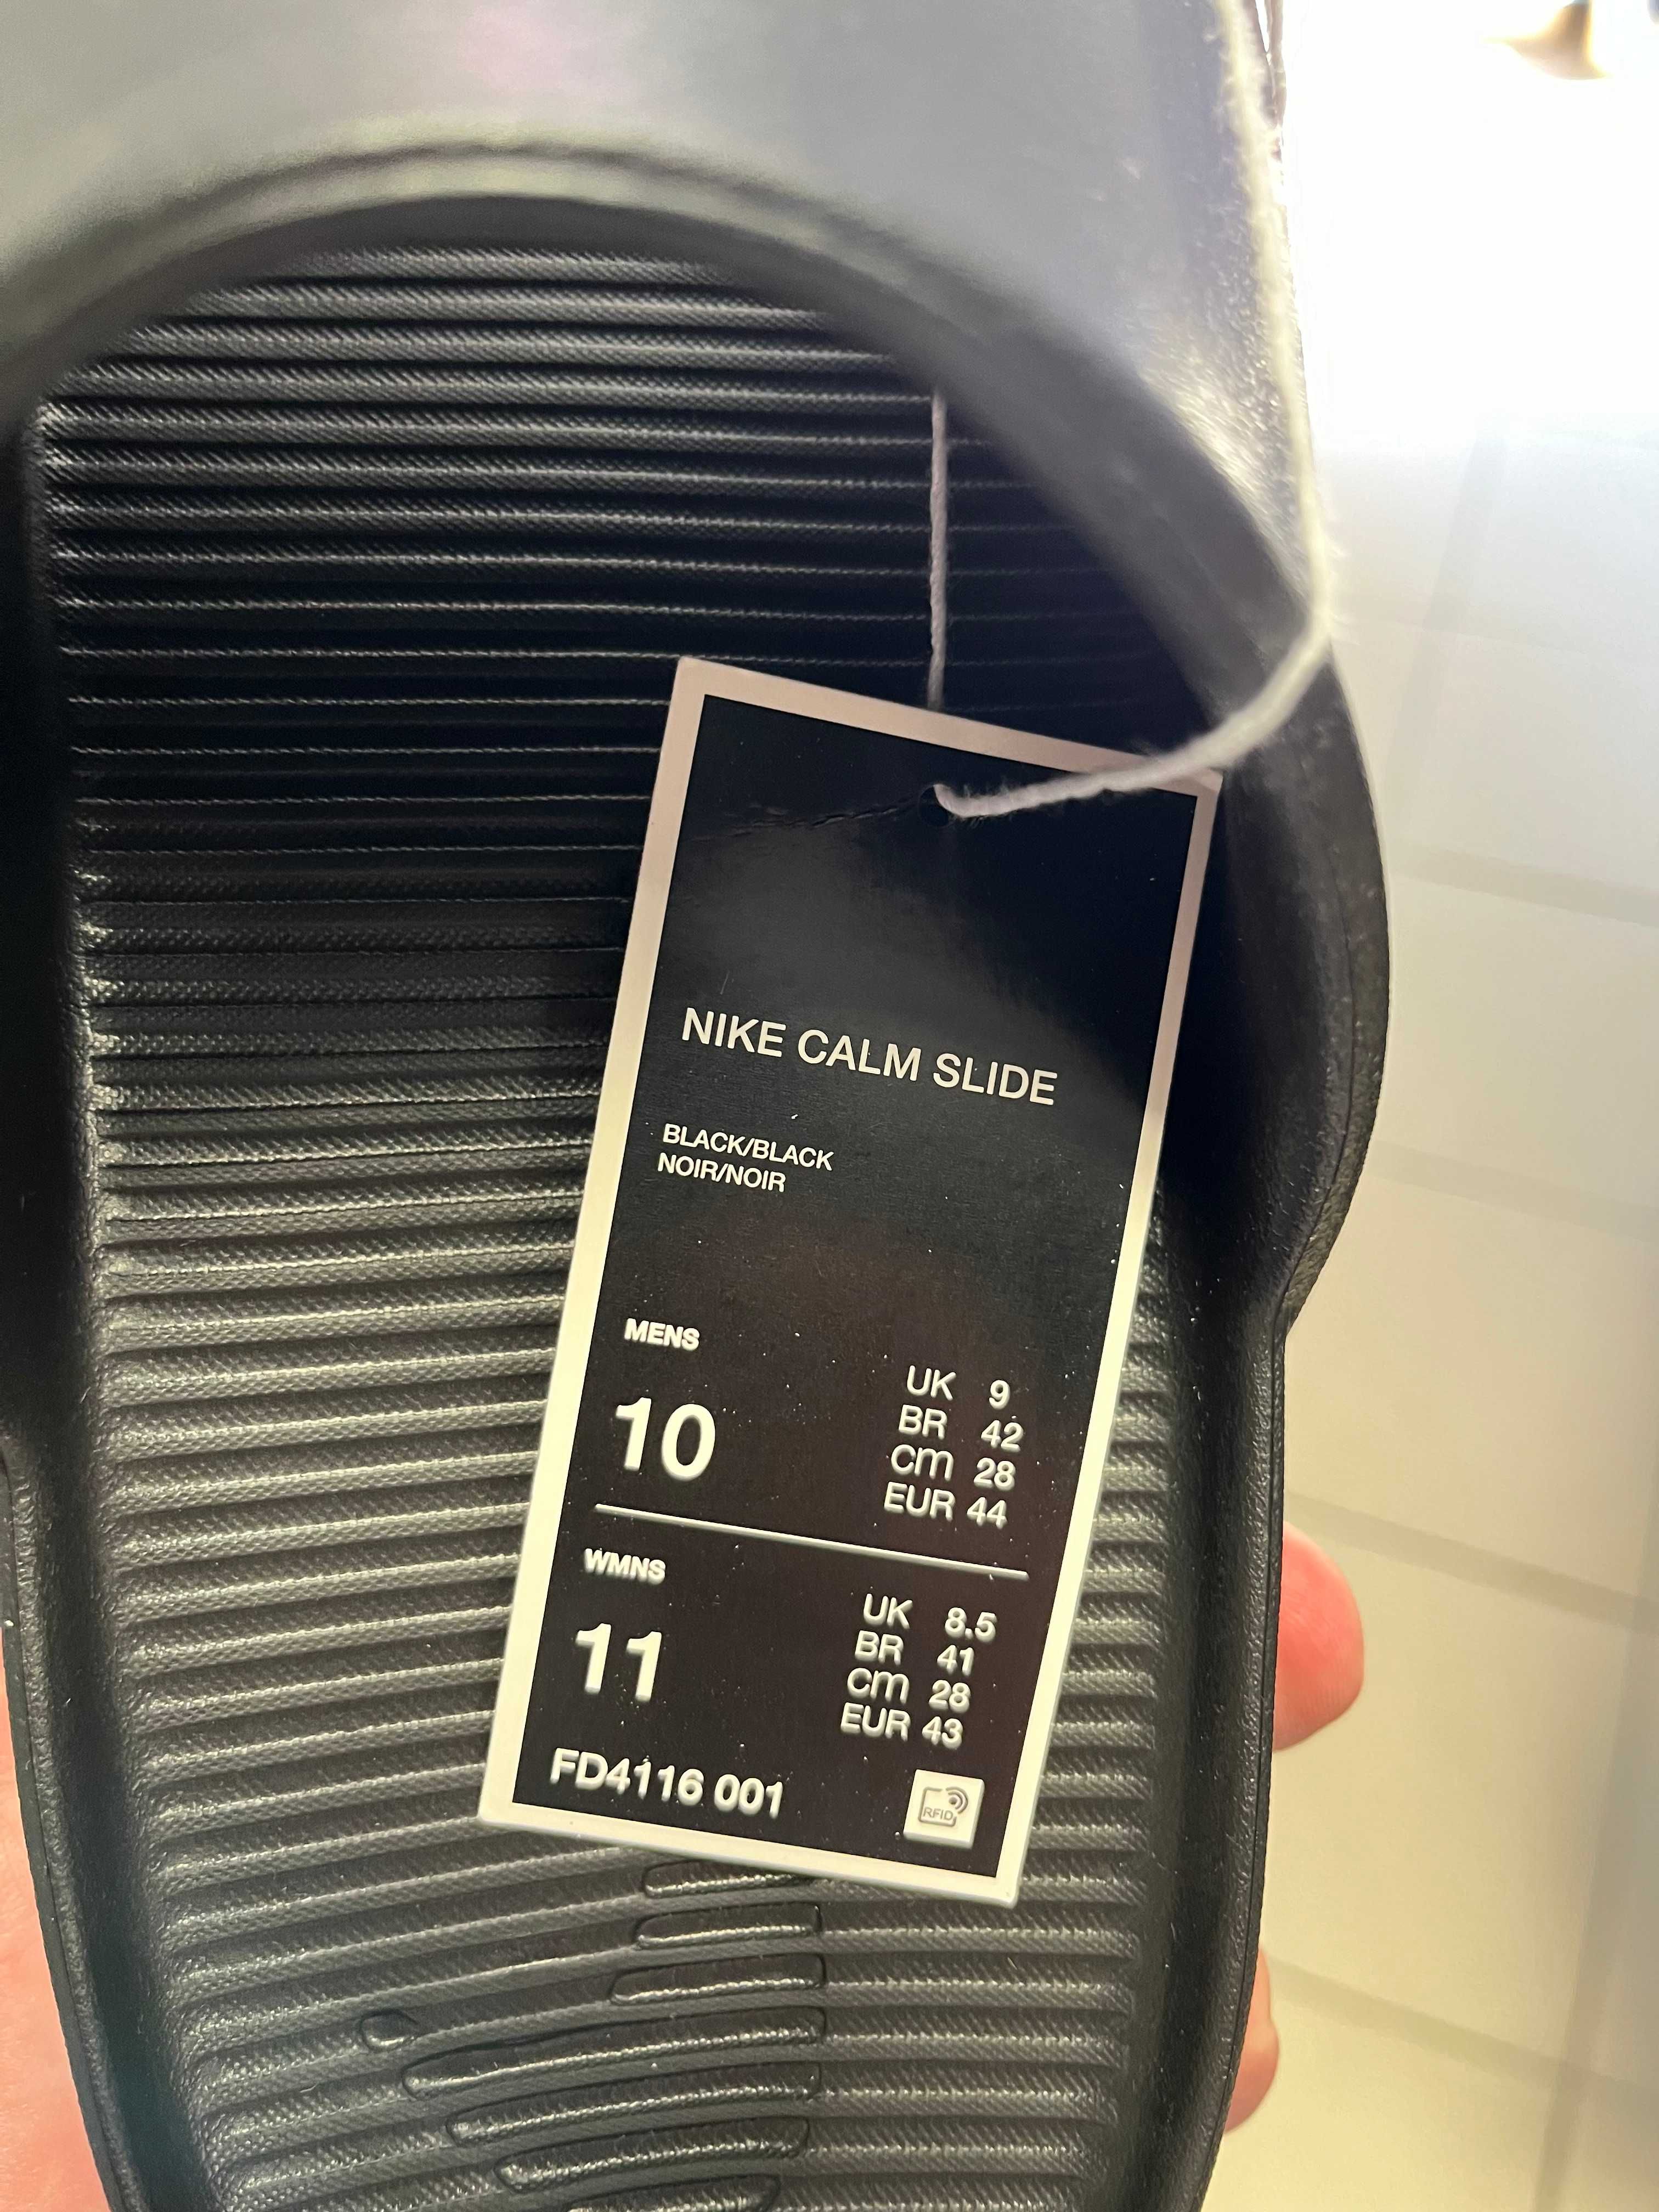 NIKE CALM SLIDE
BLACK/BLACK
NOIR/NOIR
MENS
10
UK 9
BR 42
CM 28
EUR 44
WMNS
11
UK 8.5
BR 41
CM 28
EUR 43
FD4116 001
RFID